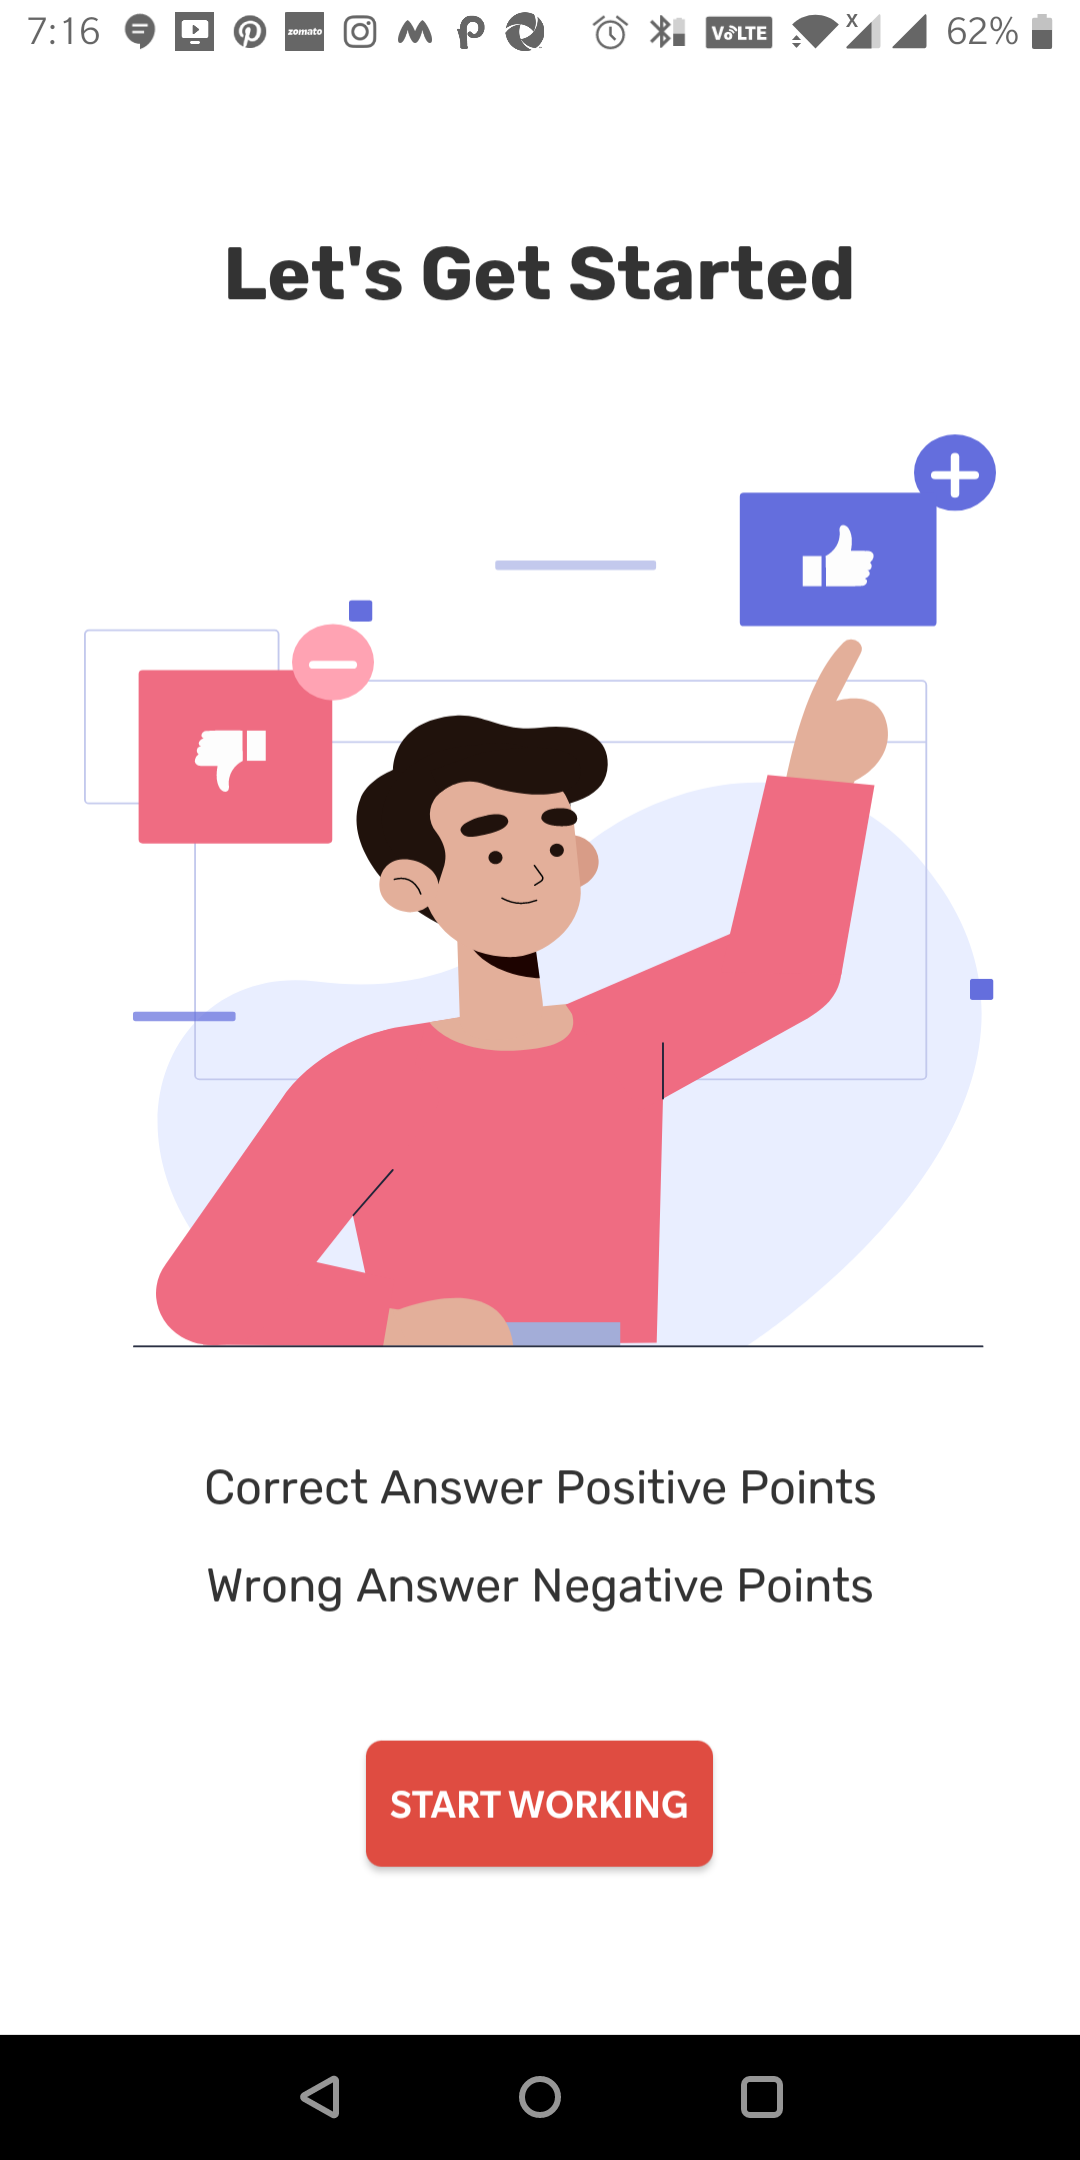 7:16 zomato VoLTE X 62%
Let's Get Started
Correct Answer Positive Points
Wrong Answer Negative Points
START WORKING